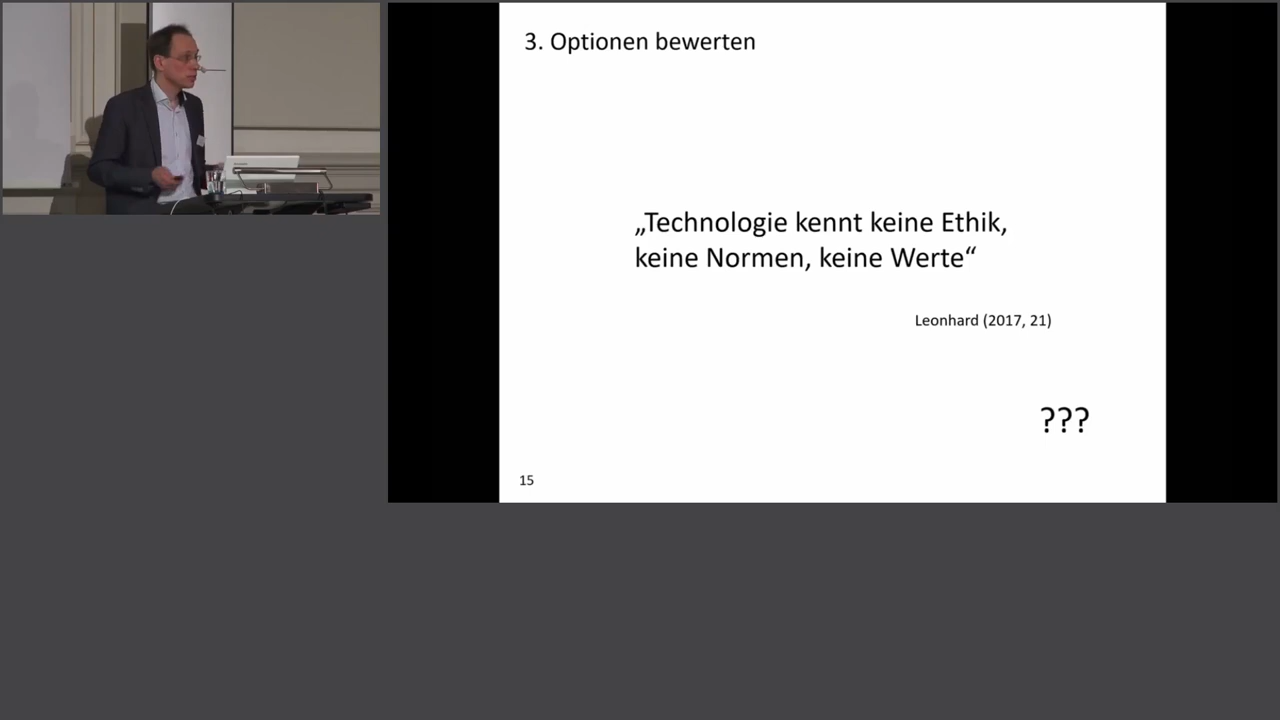 3. Optionen bewerten
„Technologie kennt keine Ethik,
keine Normen, keine Werte“
Leonhard (2017, 21)
???
15